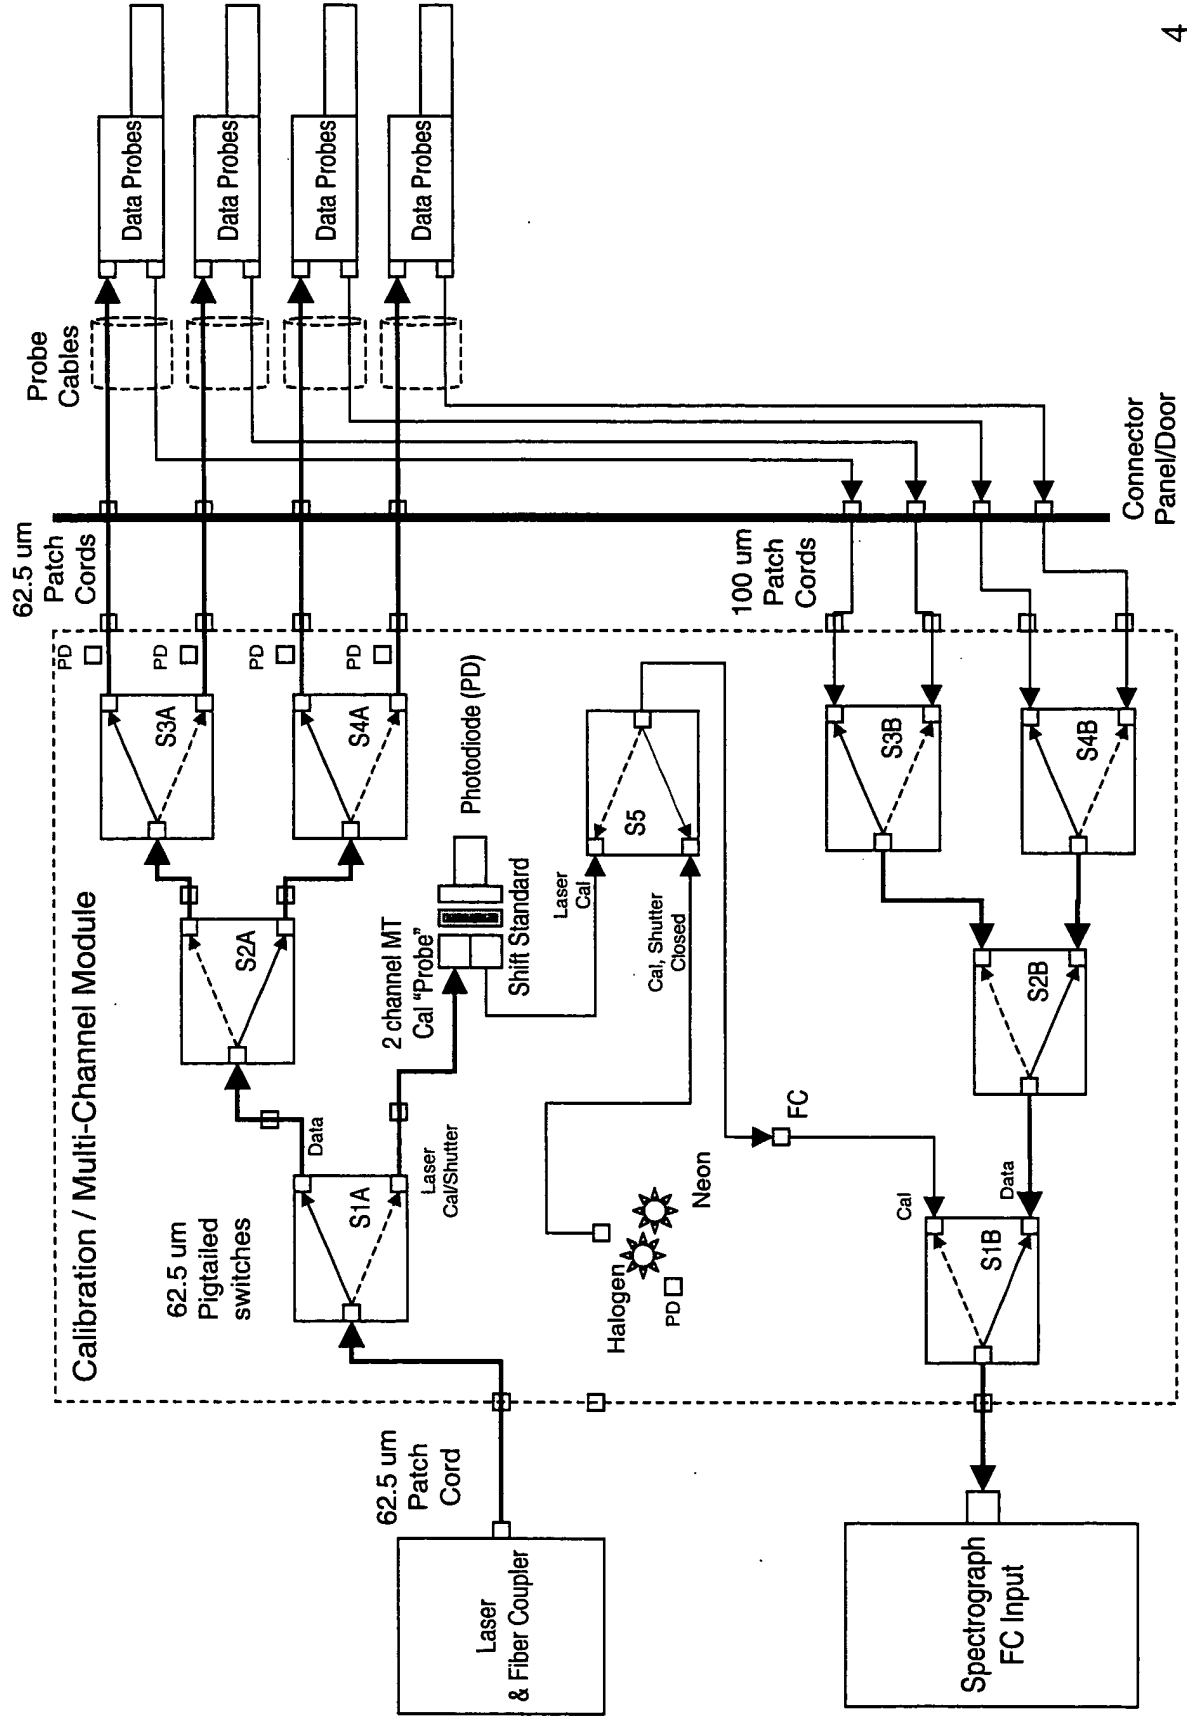 4
Calibration / Multi-Channel Module
62.5 um
Patch
Cords
Probe
Cables
Data Probes
Data Probes
Data Probes
Data Probes
PD
PD
PD
PD
S3A
S4A
S2A
62.5 um
Pigtailed
switches
Data
S1A
Laser
Cal/Shutter
2 channel MT
Cal “Probe”
Photodiode (PD)
Shift Standard
62.5 um
Patch
Cord
Laser
& Fiber Coupler
Laser
Cal
S5
Cal, Shutter
Closed
Halogen
Neon
PD
FC
100 um
Patch
Cords
Connector
Panel/Door
S3B
S4B
S2B
Cal
Data
S1B
Spectrograph
FC Input